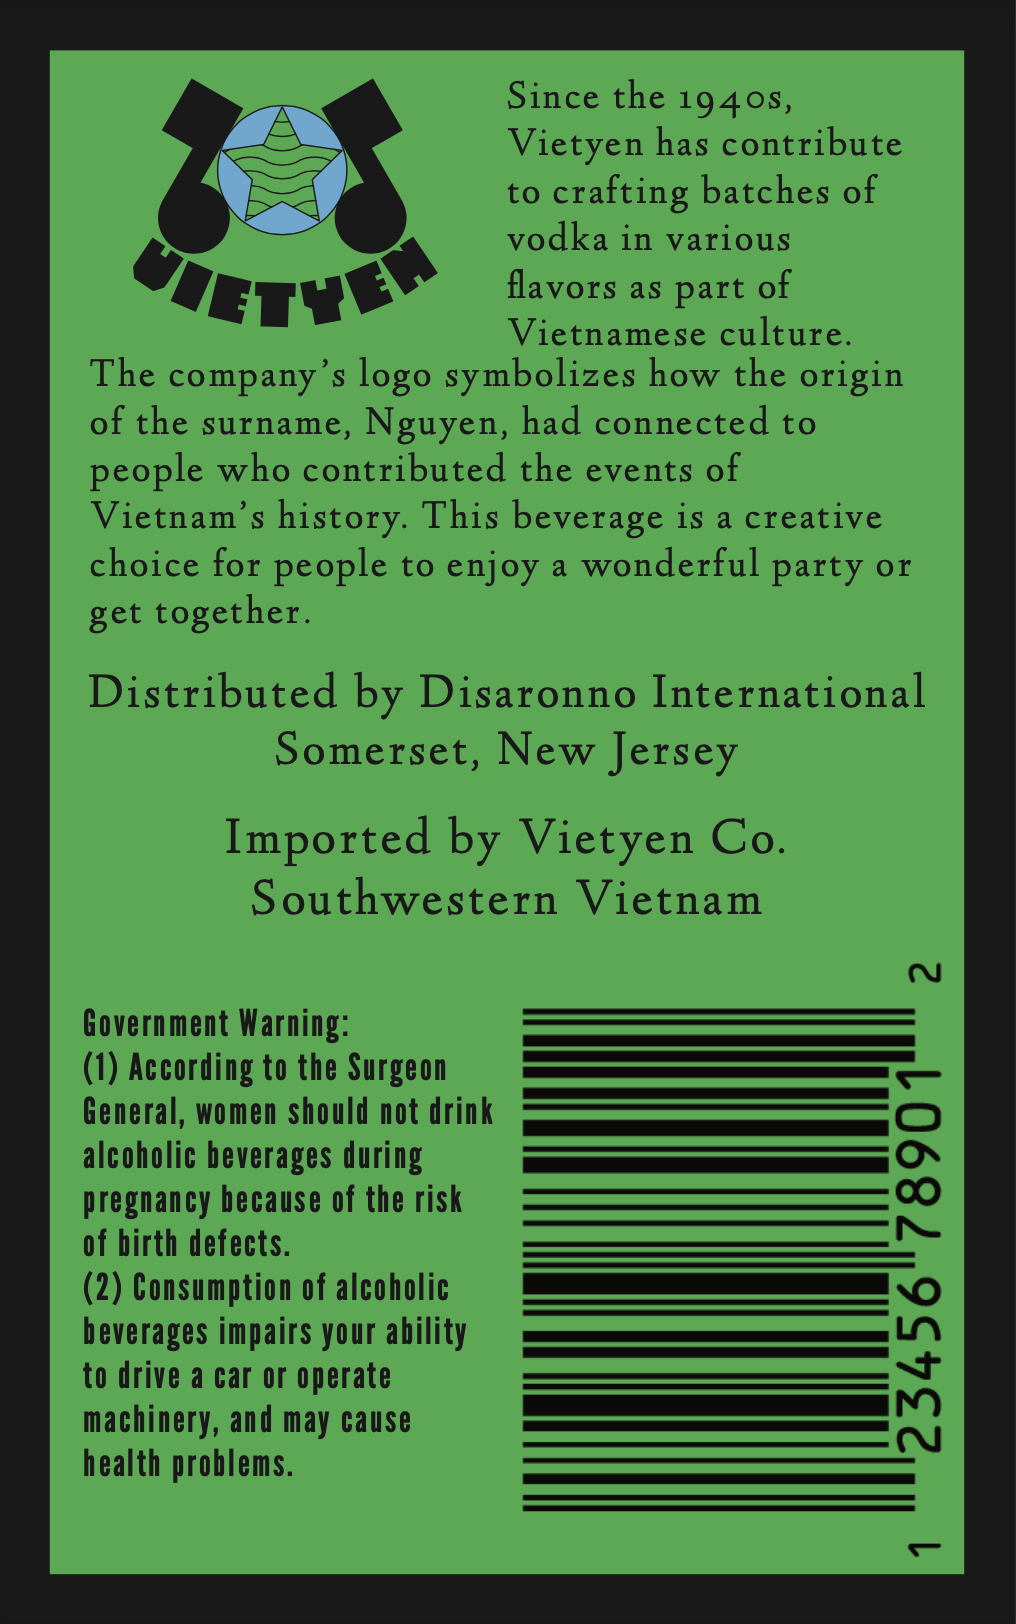 VIETYEN
Since the 1940s,
Vietyen has contribute
to crafting batches of
vodka in various
flavors as part of
Vietnamese culture.
The company’s logo symbolizes how the origin
of the surname, Nguyen, had connected to
people who contributed the events of
Vietnam’s history. This beverage is a creative
choice for people to enjoy a wonderful party or
get together.
Distributed by Disaronno International
Somerset, New Jersey
Imported by Vietyen Co.
Southwestern Vietnam
Government Warning:
(1) According to the Surgeon
General, women should not drink
alcoholic beverages during
pregnancy because of the risk
of birth defects.
(2) Consumption of alcoholic
beverages impairs your ability
to drive a car or operate
machinery, and may cause
health problems.
1 23456 78901 2